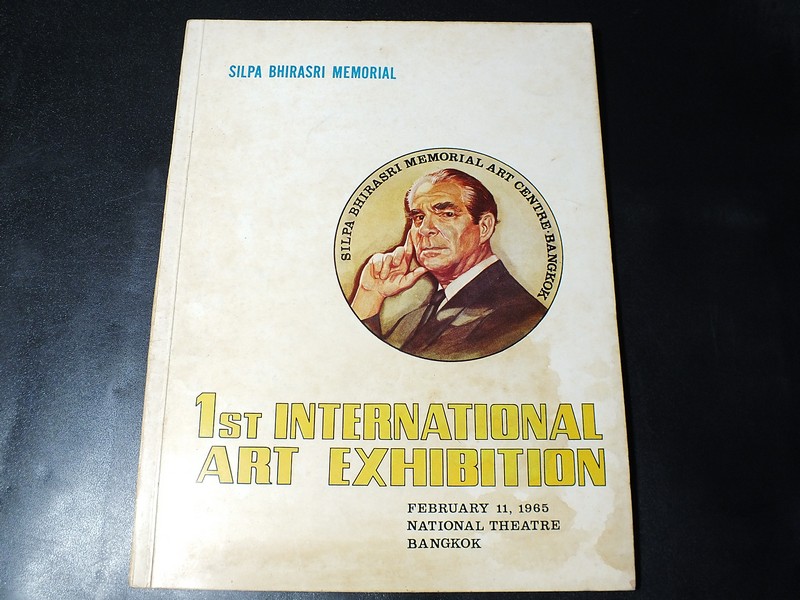 SILPA BHIRASRI MEMORIAL
SILPA BHIRASRI MEMORIAL ART CENTRE·BANGKOK
1ST INTERNATIONAL
ART EXHIBITION
FEBRUARY 11, 1965
NATIONAL THEATRE
BANGKOK